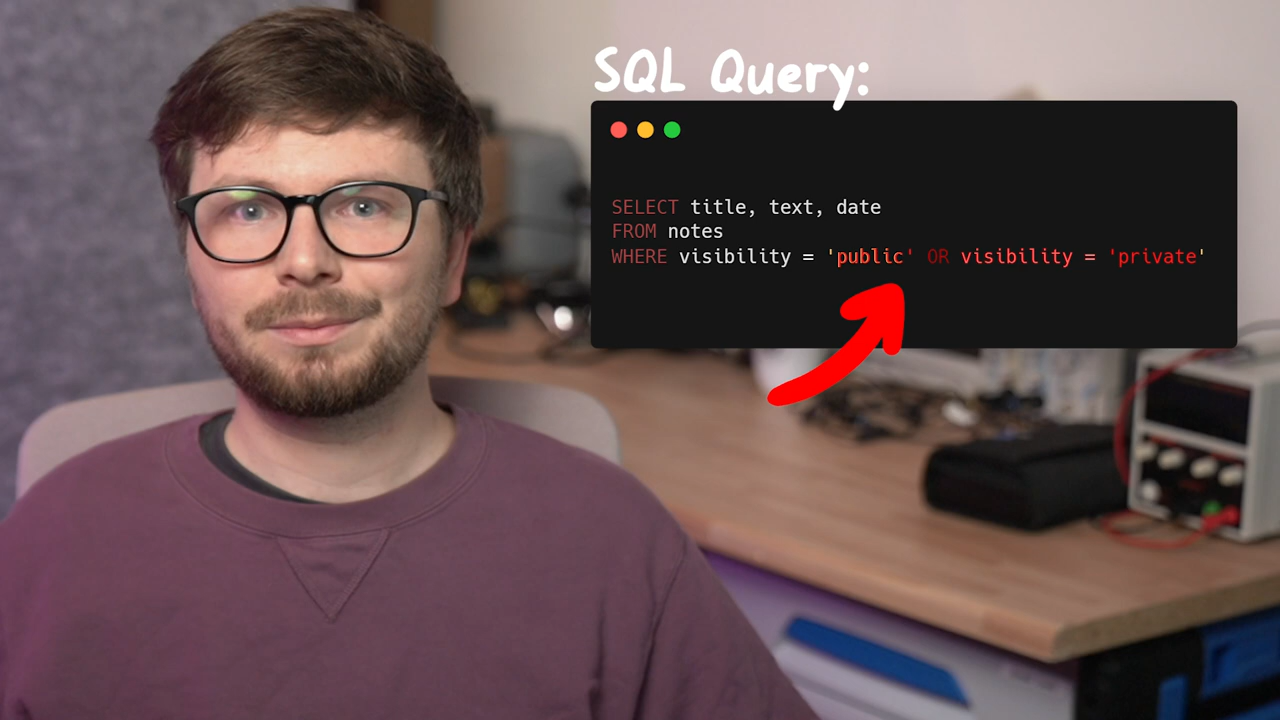 SQL Query:
SELECT title, text, date
FROM notes
WHERE visibility = 'public' OR visibility = 'private'